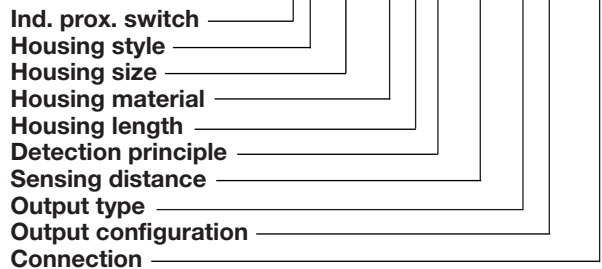 Ind. prox. switch
Housing style
Housing size
Housing material
Housing length
Detection principle
Sensing distance
Output type
Output configuration
Connection